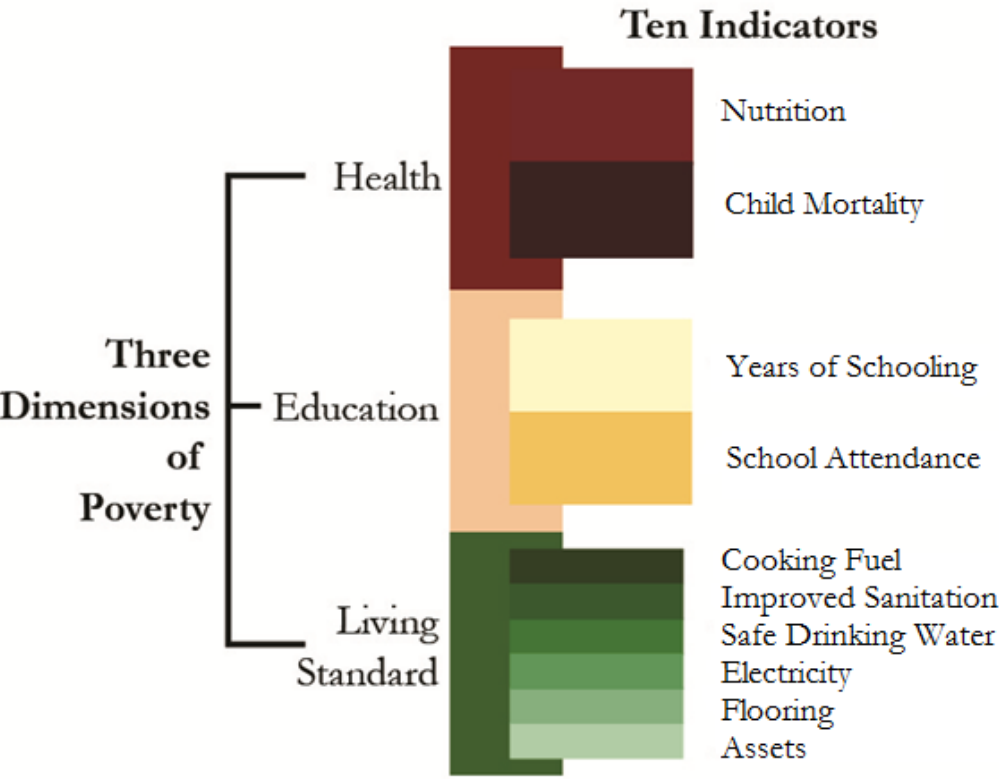 Ten Indicators
Nutrition
Health
Child Mortality
Three
Dimensions
of
Poverty
Education
Years of Schooling
School Attendance
Living
Standard
Cooking Fuel
Improved Sanitation
Safe Drinking Water
Electricity
Flooring
Assets